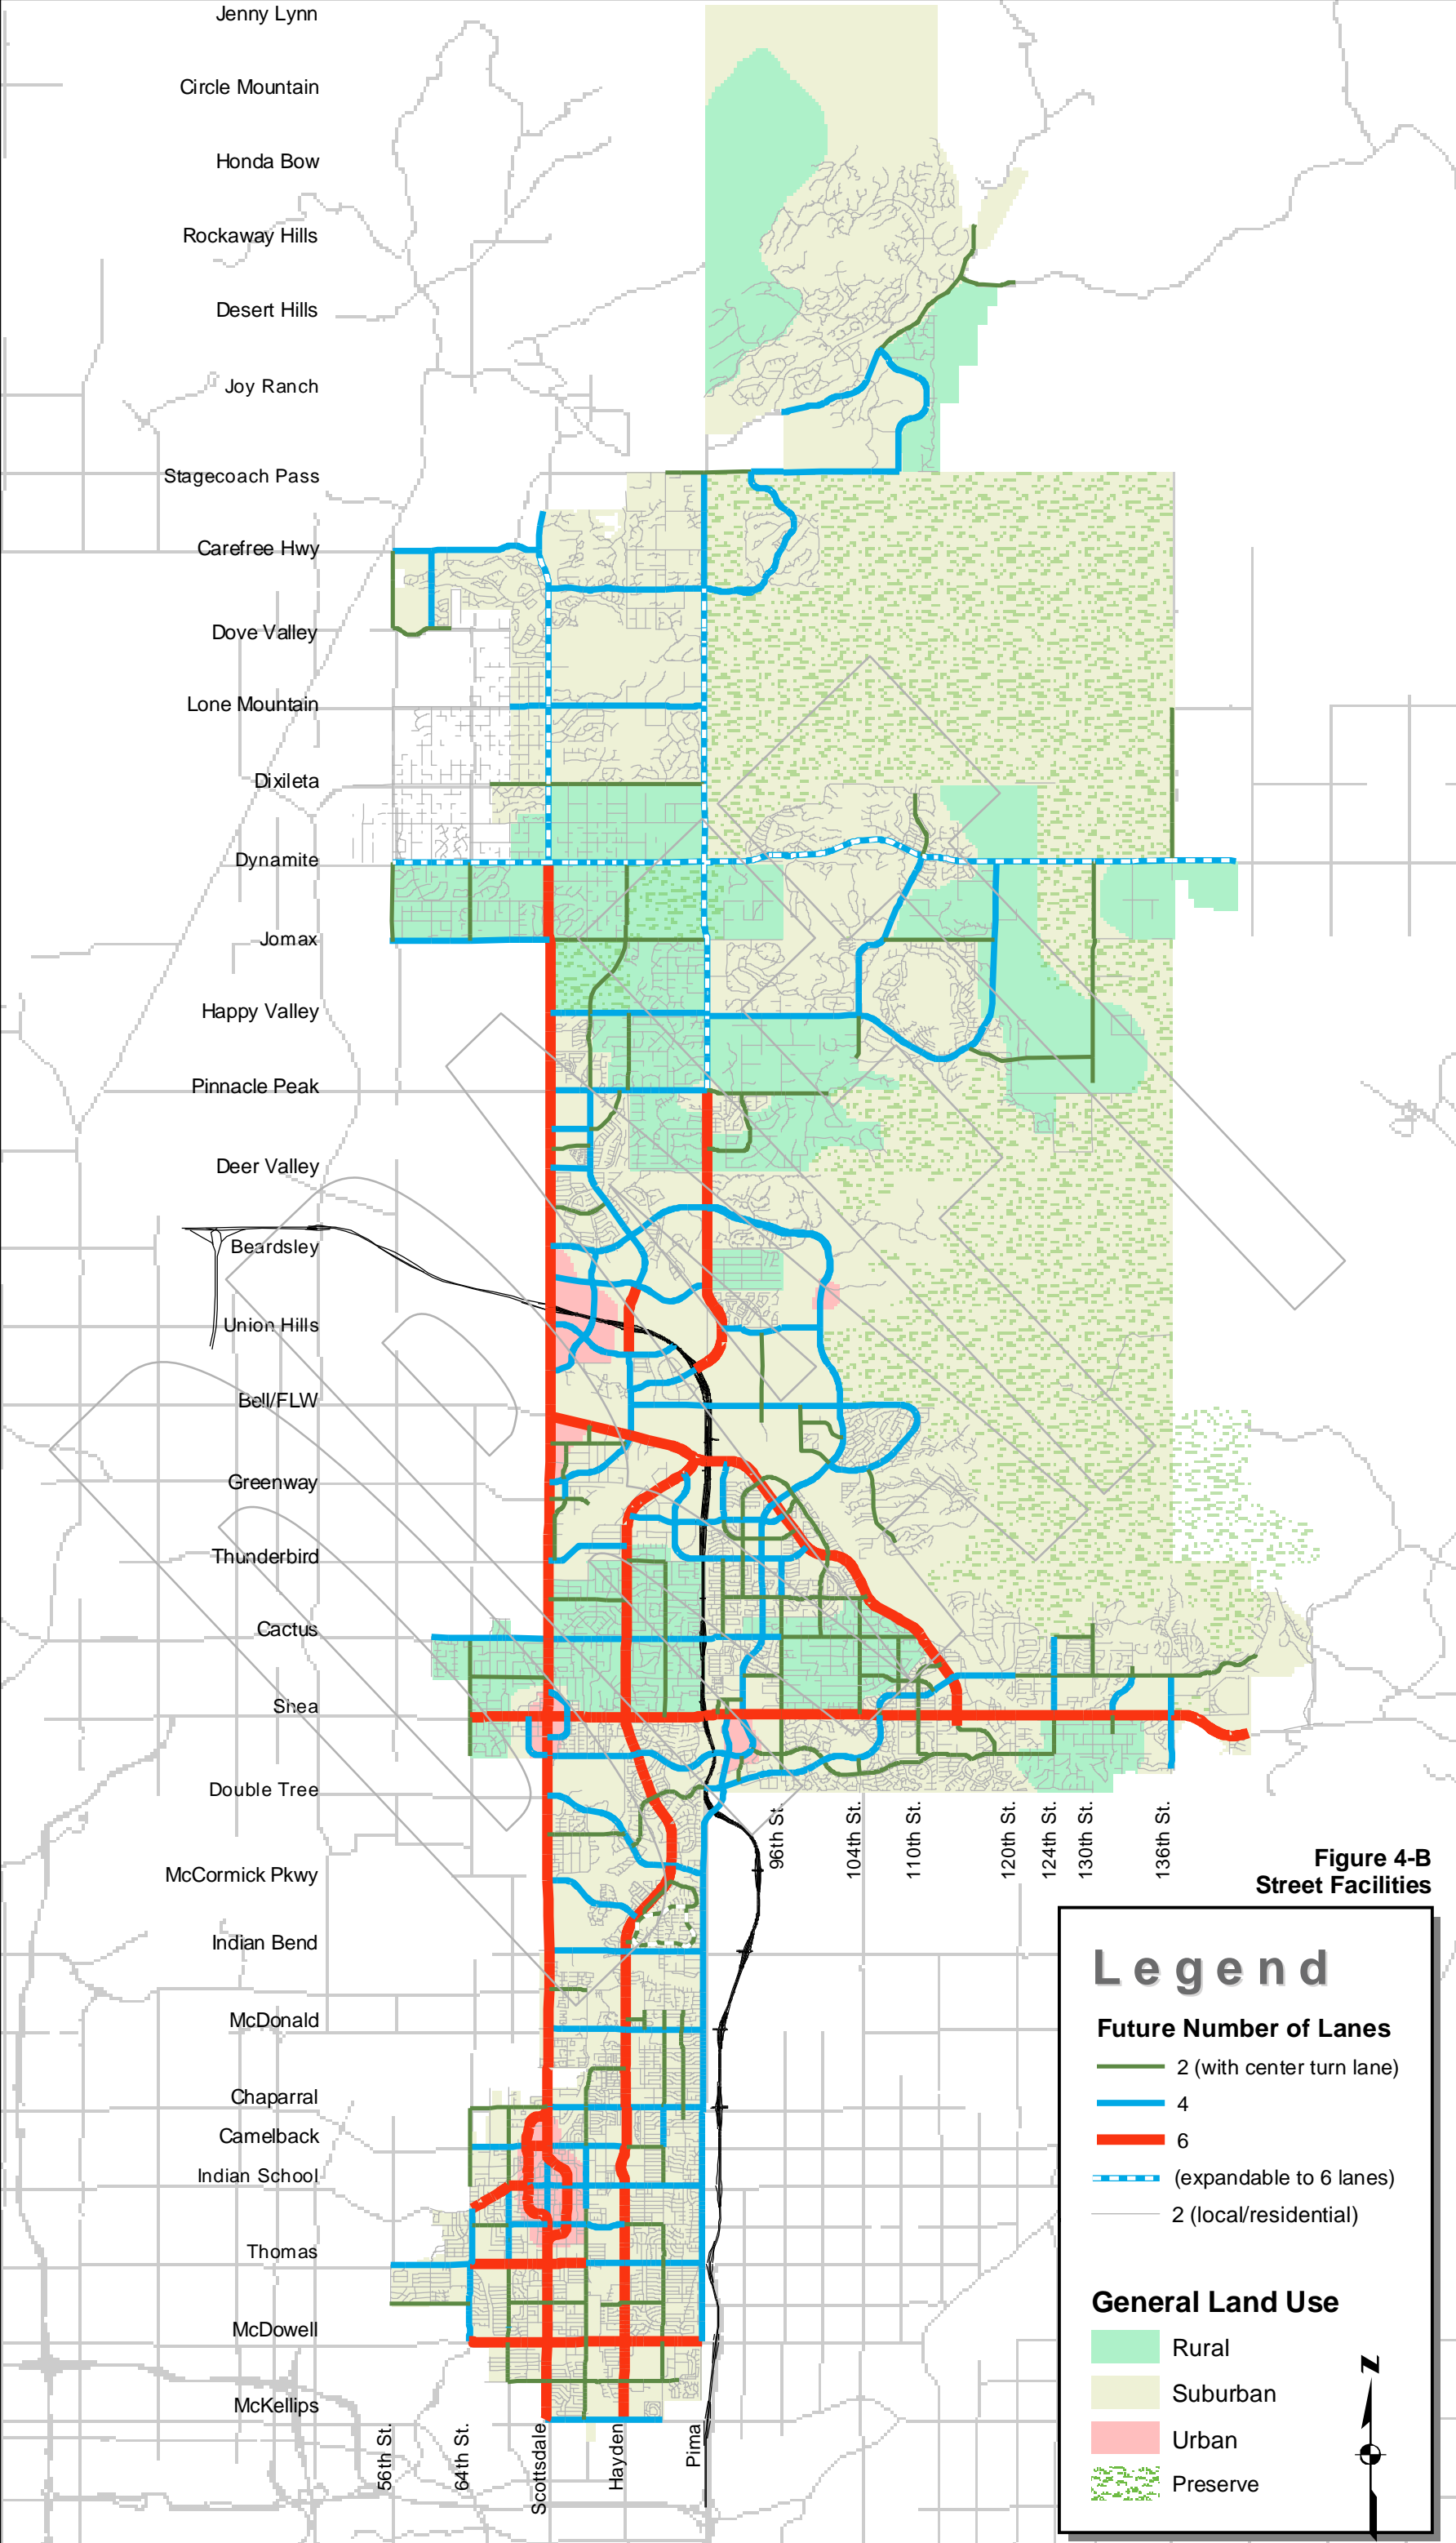 Jenny Lynn
Circle Mountain
Honda Bow
Rockaway Hills
Desert Hills
Joy Ranch
Stagecoach Pass
Carefree Hwy
Dove Valley
Lone Mountain
Dixileta
Dynamite
Jomax
Happy Valley
Pinnacle Peak
Deer Valley
Beardsley
Union Hills
Bell/FLW
Greenway
Thunderbird
Cactus
Shea
Double Tree
McCormick Pkwy
Indian Bend
McDonald
Chaparral
Camelback
Indian School
Thomas
McDowell
McKellips
56th St.
64th St.
Scottsdale
Hayden
Pima
96th St.
104th St.
110th St.
120th St.
124th St.
130th St.
136th St.
Figure 4-B
Street Facilities
Legend
Future Number of Lanes
2 (with center turn lane)
4
6
(expandable to 6 lanes)
2 (local/residential)
General Land Use
Rural
Suburban
Urban
Preserve
N